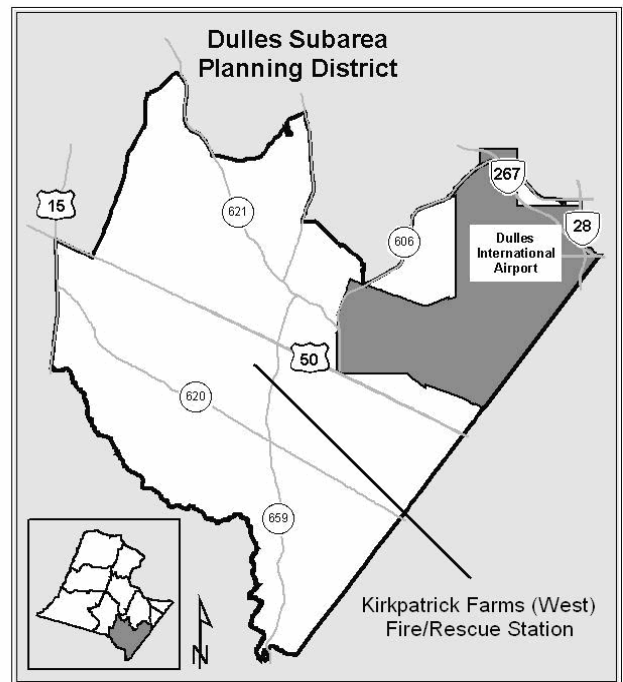 Dulles Subarea
Planning District
267
15
621
28
606
Dulles
International
Airport
50
620
659
Kirkpatrick Farms (West)
Fire/Rescue Station
N